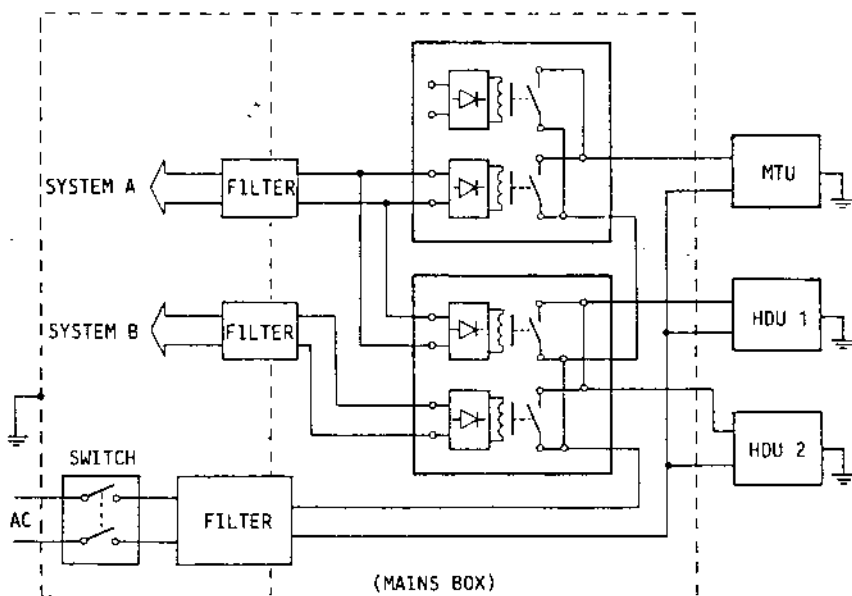 SYSTEM A
FILTER
MTU
SYSTEM B
FILTER
HDU 1
HDU 2
SWITCH
AC
FILTER
(MAINS BOX)